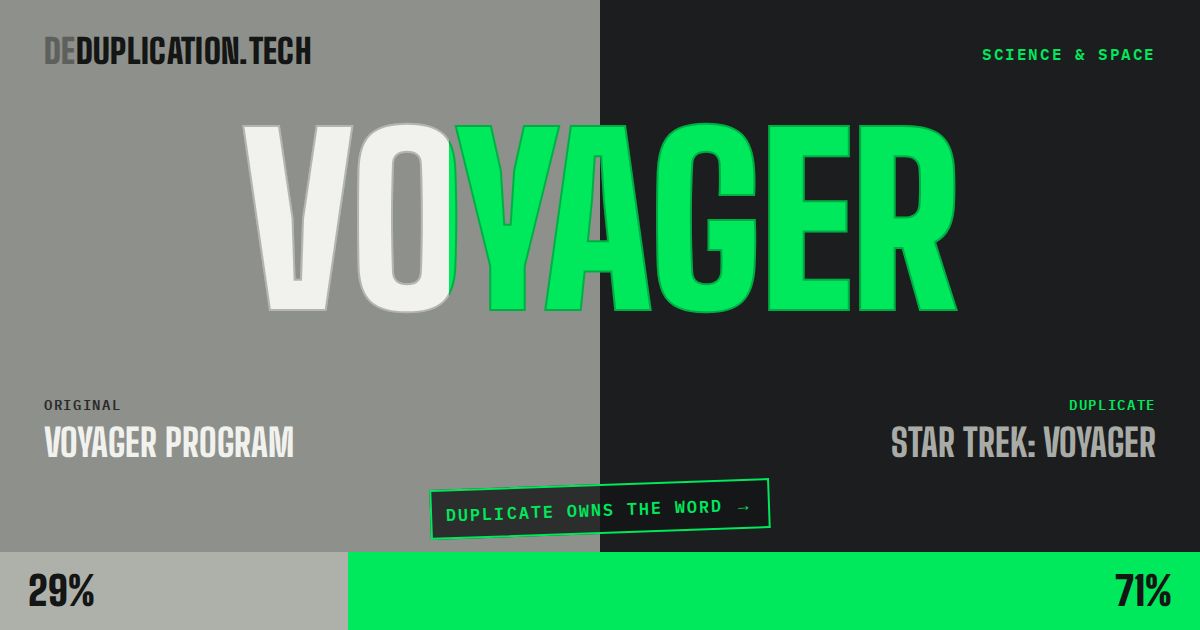 DEDUPLICATION.TECH
SCIENCE & SPACE
VOYAGER
ORIGINAL
VOYAGER PROGRAM
DUPLICATE
STAR TREK: VOYAGER
DUPLICATE OWNS THE WORD →
29%
71%